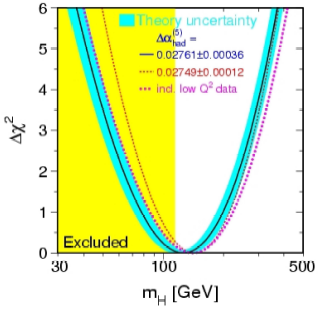 6
5
4
3
2
1
0
Δχ²
Theory uncertainty
Δα(5)had =
0.02761±0.00036
0.02749±0.00012
incl. low Q² data
Excluded
30
100
500
mH [GeV]